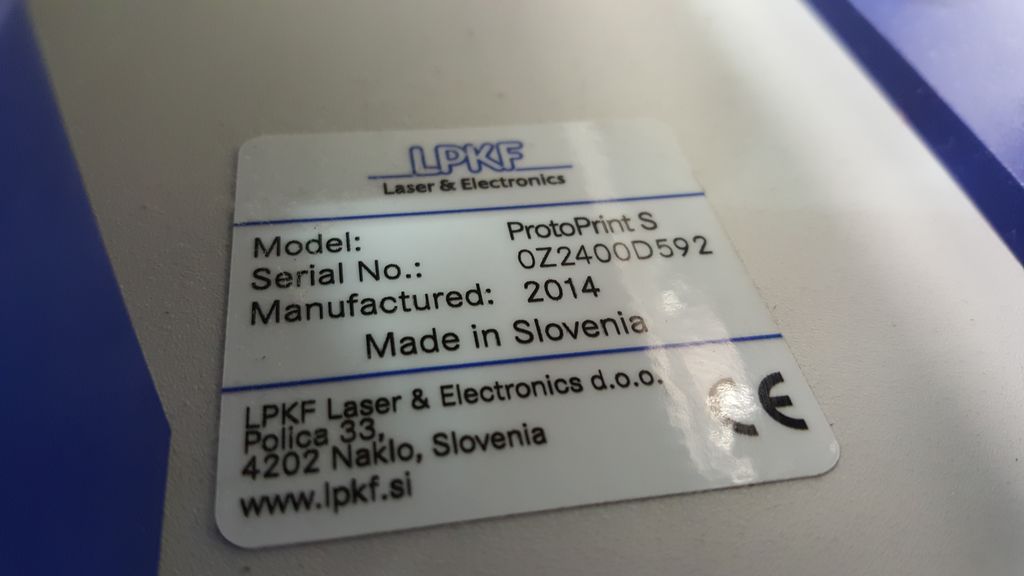 LPKF
Laser & Electronics
Model: ProtoPrint S
Serial No.: 0Z2400D592
Manufactured: 2014
Made in Slovenia
LPKF Laser & Electronics d.o.o.
Polica 33,
4202 Naklo, Slovenia
www.lpkf.si
CE